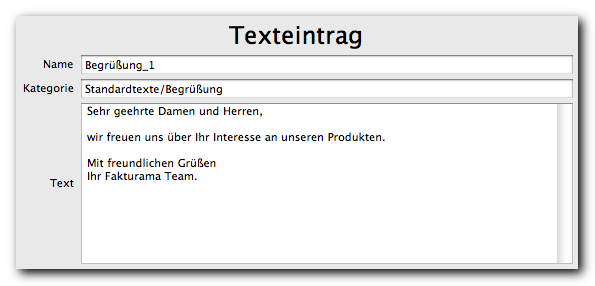 Texteintrag
Name Begrüßung_1
Kategorie Standardtexte/Begrüßung
Sehr geehrte Damen und Herren,
wir freuen uns über Ihr Interesse an unseren Produkten.
Mit freundlichen Grüßen
Text
Ihr Fakturama Team.